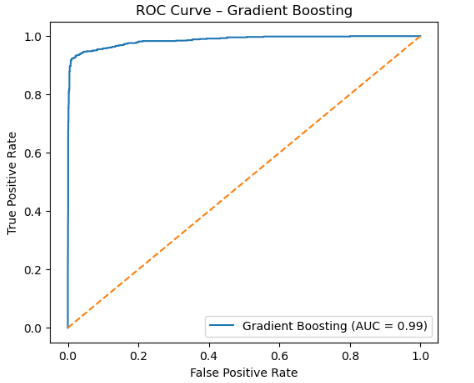 ROC Curve – Gradient Boosting
True Positive Rate
1.0
0.8
0.6
0.4
0.2
0.0
Gradient Boosting (AUC = 0.99)
0.0 0.2 0.4 0.6 0.8 1.0
False Positive Rate